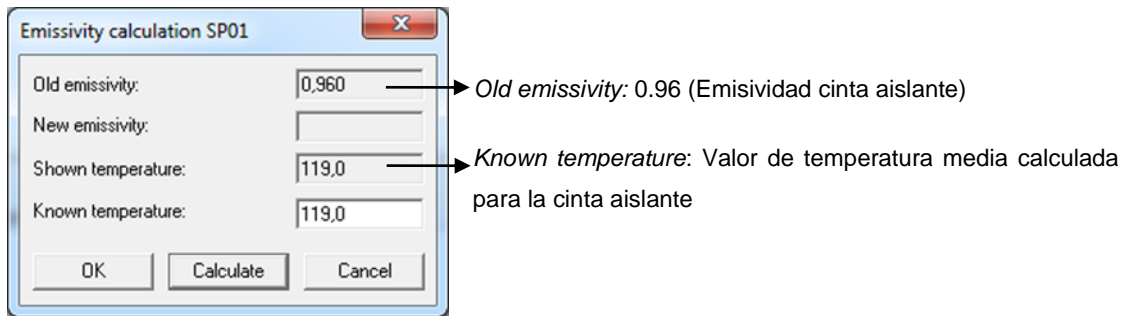 Emissivity calculation SP01
Old emissivity: 0,960
Old emissivity: 0.96 (Emisividad cinta aislante)
New emissivity:
Shown temperature: 119,0
Known temperature: Valor de temperatura media calculada
para la cinta aislante
Known temperature: 119,0
OK Calculate Cancel